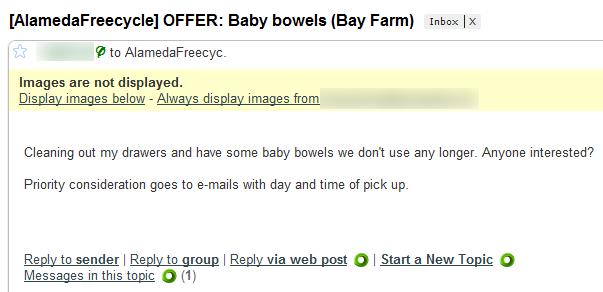 [AlamedaFreecycle] OFFER: Baby bowels (Bay Farm) Inbox | X
to AlamedaFreecyc.
Images are not displayed.
Display images below - Always display images from
Cleaning out my drawers and have some baby bowels we don't use any longer. Anyone interested?
Priority consideration goes to e-mails with day and time of pick up.
Reply to sender | Reply to group | Reply via web post | Start a New Topic
Messages in this topic (1)